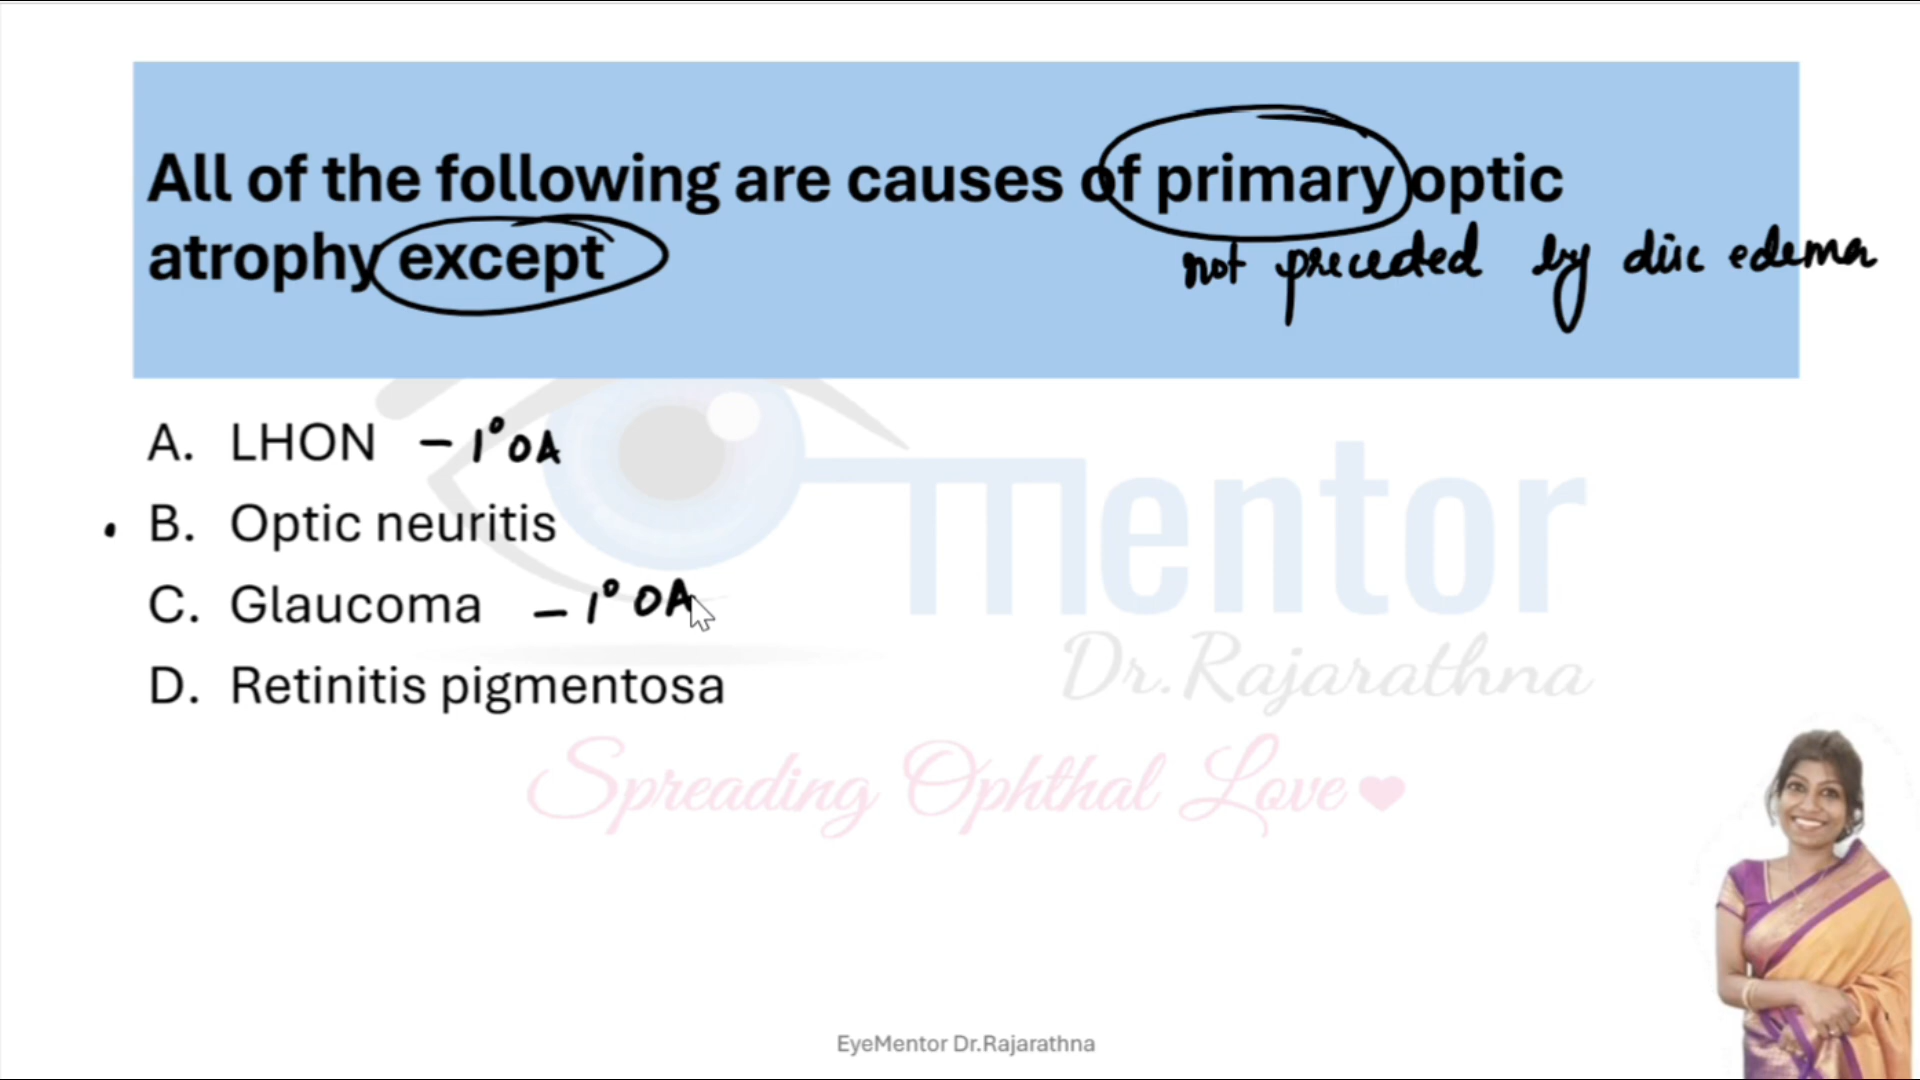 All of the following are causes of primary optic
atrophy except
not preceded by disc edema
A. LHON – 1° OA
. B. Optic neuritis
C. Glaucoma – 1° OA
D. Retinitis pigmentosa
mentor
Dr.Rajarathna
Spreading Ophthal Love
EyeMentor Dr.Rajarathna